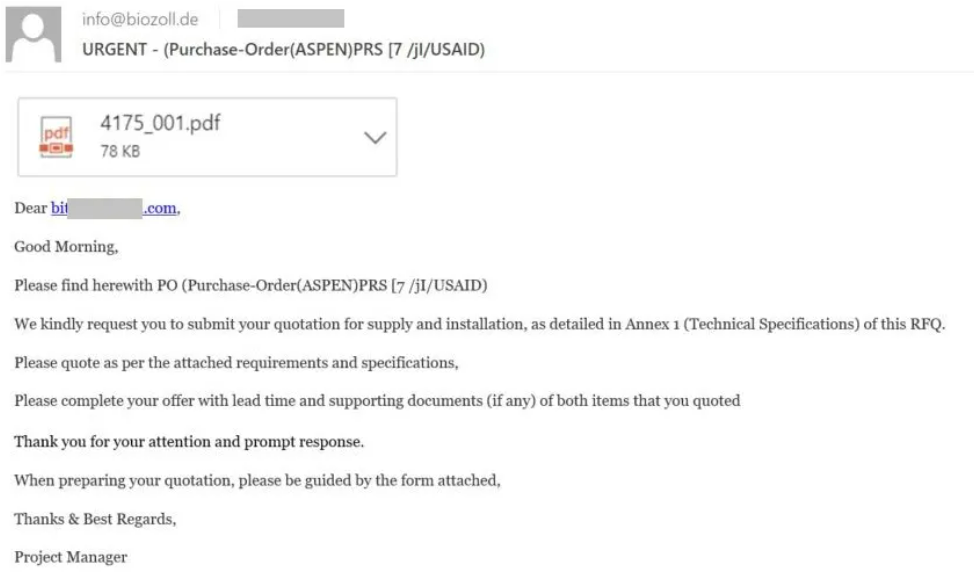 info@biozoll.de
URGENT - (Purchase-Order(ASPEN)PRS [7 /jI/USAID)
pdf
4175_001.pdf
78 KB
Dear bit .com,
Good Morning,
Please find herewith PO (Purchase-Order(ASPEN)PRS [7 /jI/USAID)
We kindly request you to submit your quotation for supply and installation, as detailed in Annex 1 (Technical Specifications) of this RFQ.
Please quote as per the attached requirements and specifications,
Please complete your offer with lead time and supporting documents (if any) of both items that you quoted
Thank you for your attention and prompt response.
When preparing your quotation, please be guided by the form attached,
Thanks & Best Regards,
Project Manager